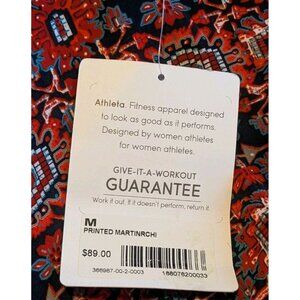 Athleta. Fitness apparel designed
to look as good as it performs.
Designed by women athletes
for women athletes.
GIVE-IT-A-WORKOUT
GUARANTEE
Work it out. If it doesn't perform, return it.
M
PRINTED MARTINRCHI
$89.00
366967-00-2-0003
166076200033